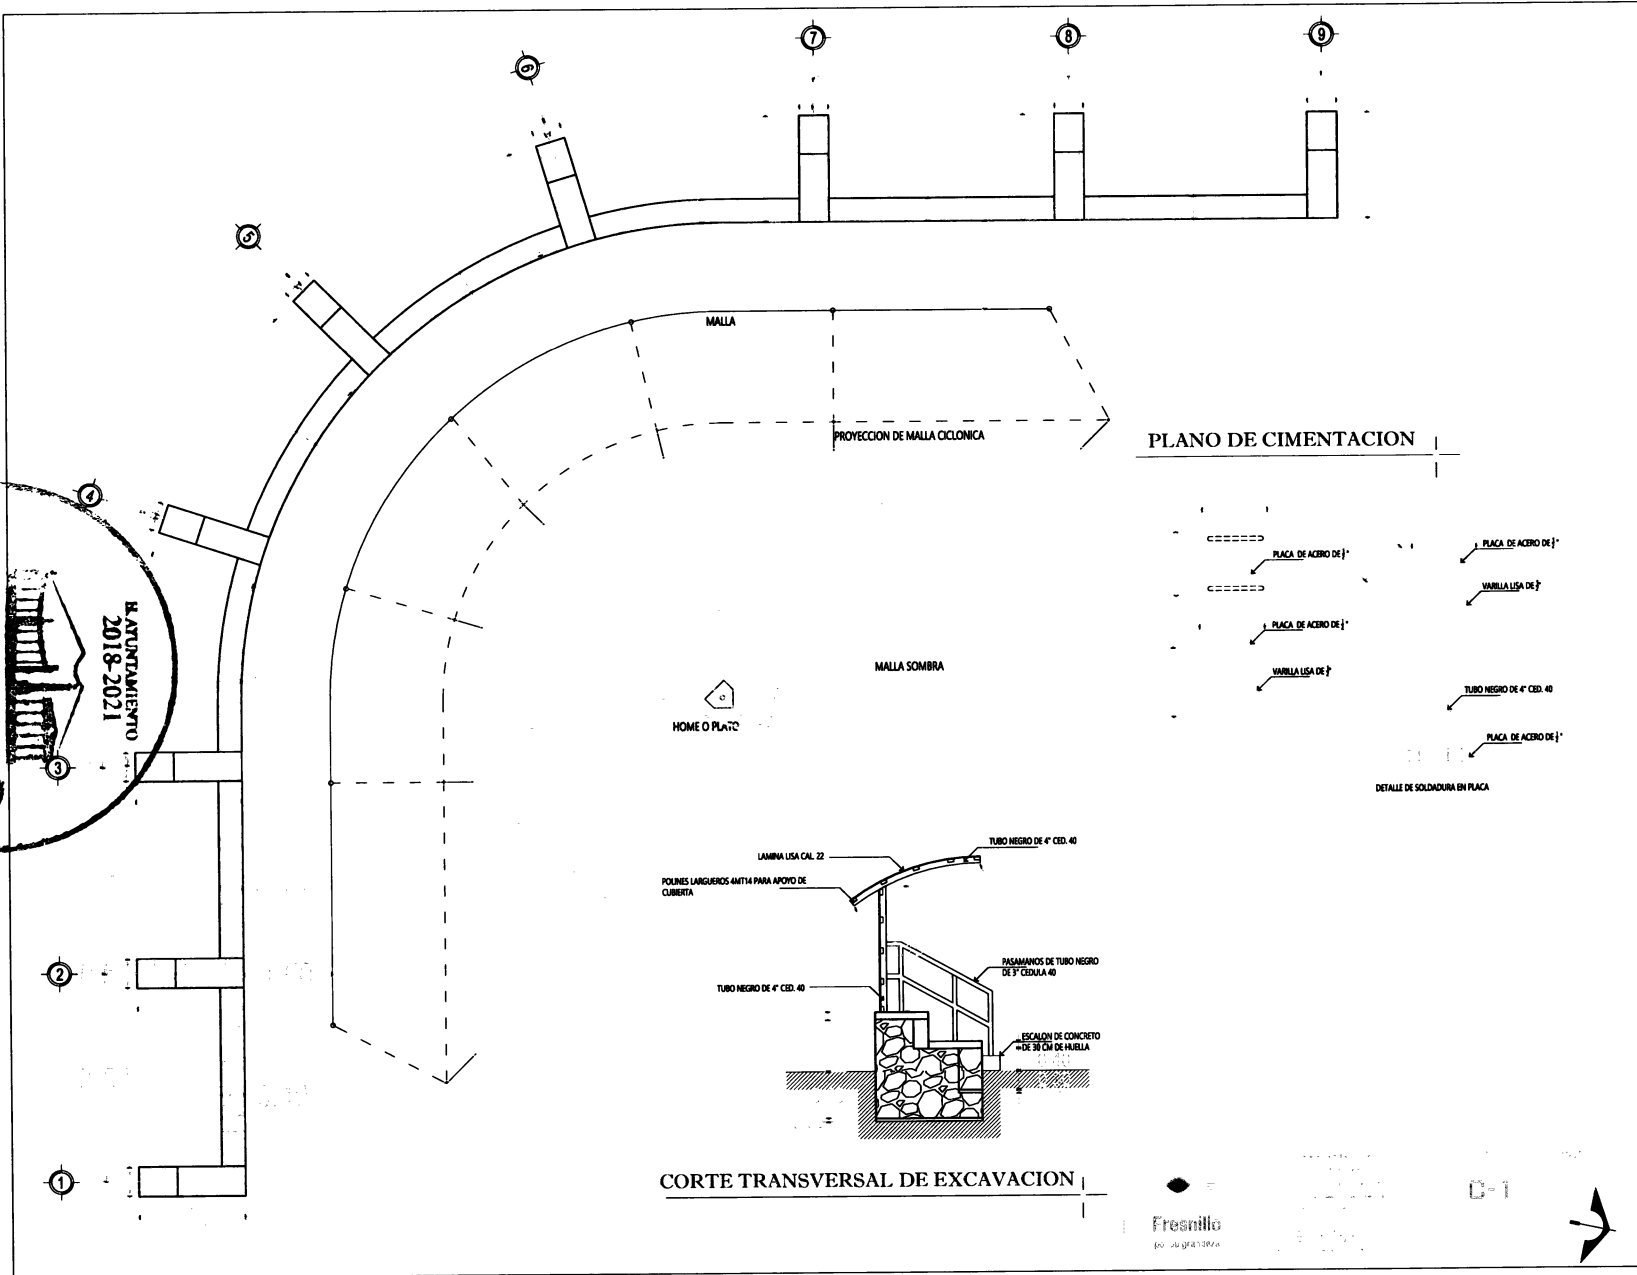 7
8
9
6
5
4
3
2
1
MALLA
PROYECCION DE MALLA CICLONICA
PLANO DE CIMENTACION
PLACA DE ACERO DE
PLACA DE ACERO DE
VARILLA LISA DE
PLACA DE ACERO DE
VARILLA LISA DE
TUBO NEGRO DE 4" CED. 40
PLACA DE ACERO DE
DETALLE DE SOLDADURA EN PLACA
MALLA SOMBRA
HOME O PLATO
H. AYUNTAMIENTO
2018-2021
LAMINA LISA CAL. 22
TUBO NEGRO DE 4" CED. 40
POLINES LARGUEROS 4MT14 PARA APOYO DE
CUBIERTA
PASAMANOS DE TUBO NEGRO
DE 3" CEDULA 40
TUBO NEGRO DE 4" CED. 40
ESCALON DE CONCRETO
DE 30 CM DE HUELLA
CORTE TRANSVERSAL DE EXCAVACION
Fresnillo
C-1